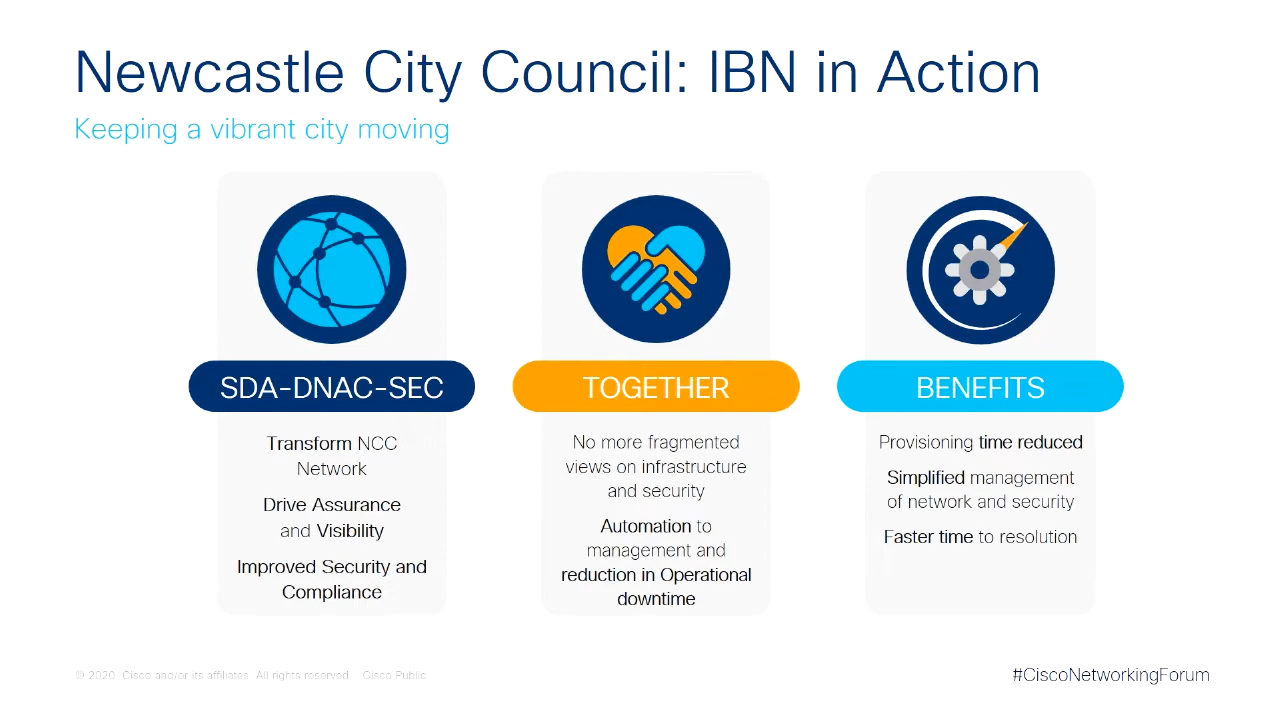 Newcastle City Council: IBN in Action
Keeping a vibrant city moving
SDA-DNAC-SEC
Transform NCC
Network
Drive Assurance
and Visibility
Improved Security and
Compliance
TOGETHER
No more fragmented
views on infrastructure
and security
Automation to
management and
reduction in Operational
downtime
BENEFITS
Provisioning time reduced
Simplified management
of network and security
Faster time to resolution
© 2020 Cisco and/or its affiliates. All rights reserved. Cisco Public
#CiscoNetworkingForum